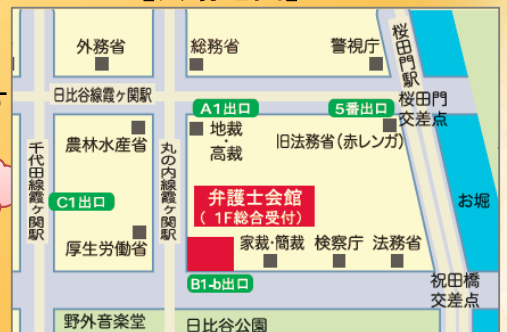 外務省
総務省
警視庁
桜田門駅
日比谷線霞ヶ関駅
A1出口
5番出口
桜田門
交差点
農林水産省
地裁
・
高裁
旧法務省(赤レンガ)
千代田線霞ヶ関駅
丸の内線霞ヶ関駅
C1出口
弁護士会館
( 1F総合受付)
お堀
厚生労働省
家裁・簡裁
検察庁
法務省
B1-b出口
祝田橋
交差点
野外音楽堂
日比谷公園